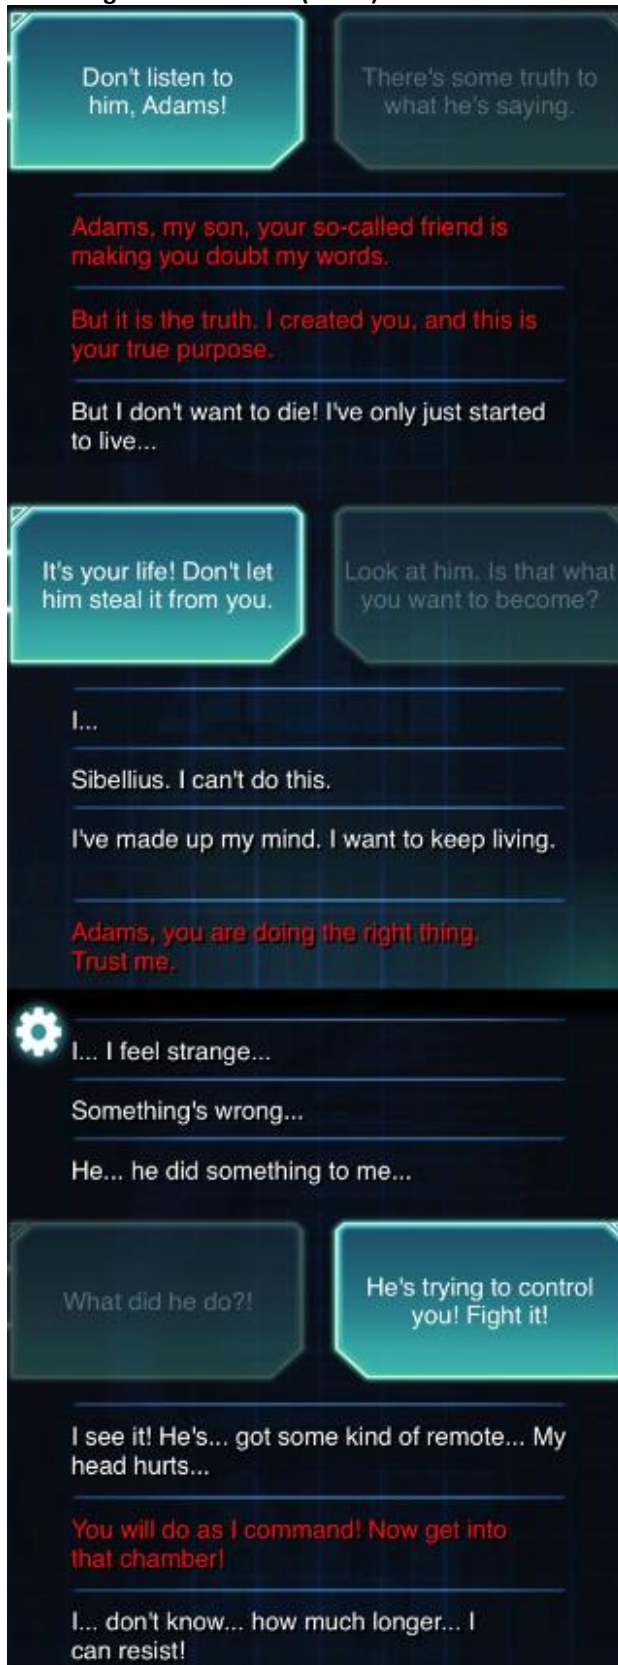 Don't listen to
him, Adams!
There's some truth to
what he's saying.
Adams, my son, your so-called friend is
making you doubt my words.
But it is the truth. I created you, and this is
your true purpose.
But I don't want to die! I've only just started
to live...
It's your life! Don't let
him steal it from you.
Look at him. Is that what
you want to become?
I...
Sibellius. I can't do this.
I've made up my mind. I want to keep living.
Adams, you are doing the right thing.
Trust me.
I... I feel strange...
Something's wrong...
He... he did something to me...
What did he do?!
He's trying to control
you! Fight it!
I see it! He's... got some kind of remote... My
head hurts...
You will do as I command! Now get into
that chamber!
I... don't know... how much longer... I
can resist!